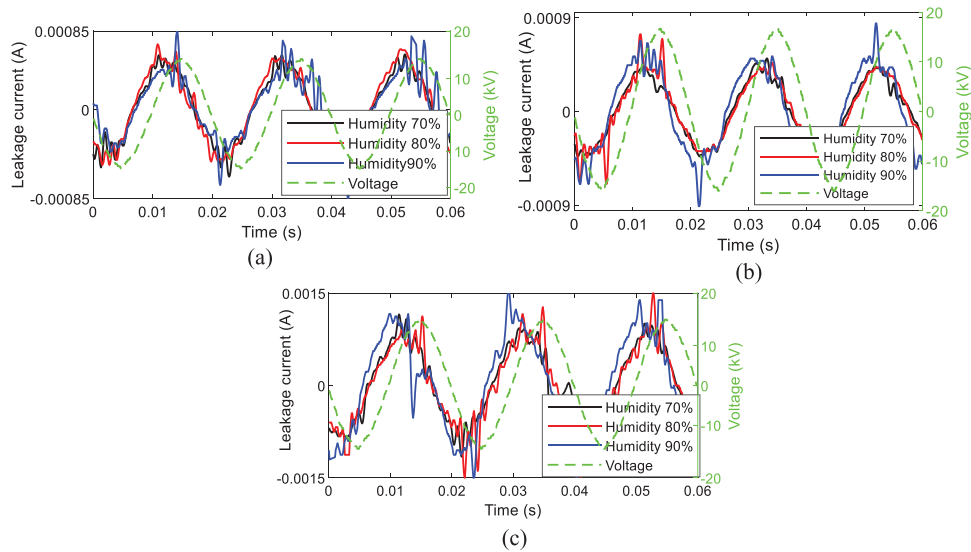 0.00085
0
-0.00085
Leakage current (A)
20
10
0
-10
-20
Voltage (kV)
Humidity 70%
Humidity 80%
Humidity90%
Voltage
0 0.01 0.02 0.03 0.04 0.05 0.06
Time (s)
(a)
0.0009
0
-0.0009
Leakage current (A)
20
10
0
-10
-20
Voltage (kV)
Humidity 70%
Humidity 80%
Humidity 90%
Voltage
0 0.01 0.02 0.03 0.04 0.05 0.06
Time (s)
(b)
0.0015
0
-0.0015
Leakage current (A)
20
10
0
-10
-20
Voltage (kV)
Humidity 70%
Humidity 80%
Humidity 90%
Voltage
0 0.01 0.02 0.03 0.04 0.05 0.06
Time (s)
(c)